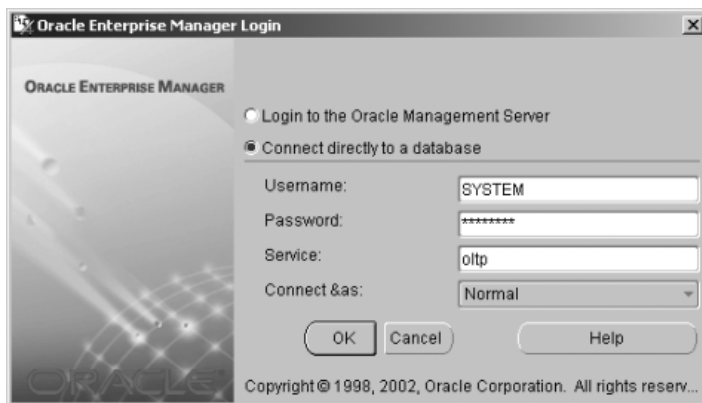 Oracle Enterprise Manager Login
ORACLE ENTERPRISE MANAGER
Login to the Oracle Management Server
Connect directly to a database
Username: SYSTEM
Password: ********
Service: oltp
Connect &as: Normal
OK Cancel Help
Copyright © 1998, 2002, Oracle Corporation. All rights reserv...
ORACLE